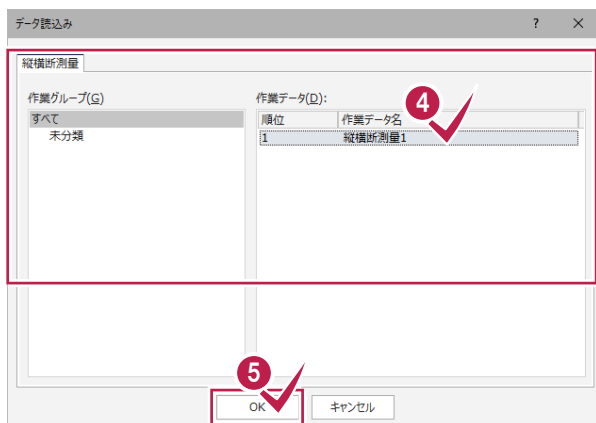 データ読込み ? ×
縦横断測量
作業グループ(G) 作業データ(D):
すべて
未分類
順位 作業データ名
1 縦横断測量1
4
5
OK キャンセル